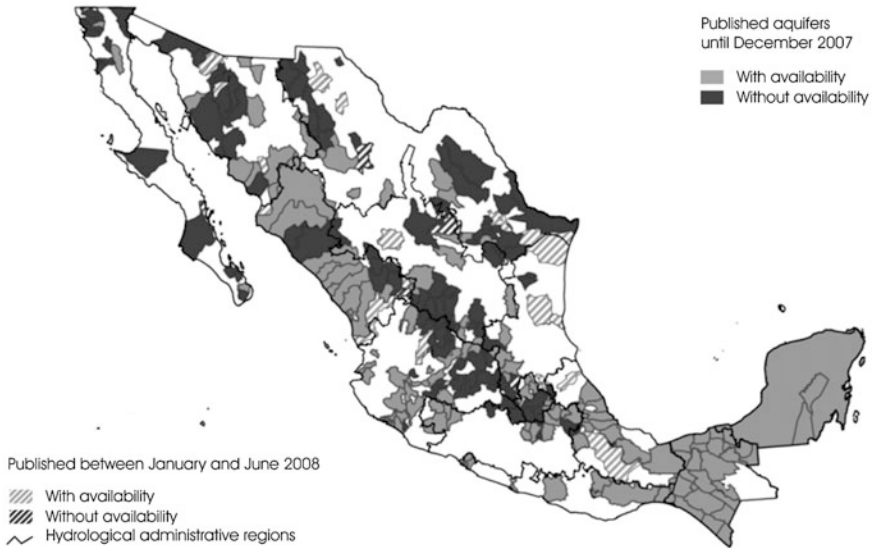 Published aquifers
until December 2007
With availability
Without availability
Published between January and June 2008
With availability
Without availability
Hydrological administrative regions